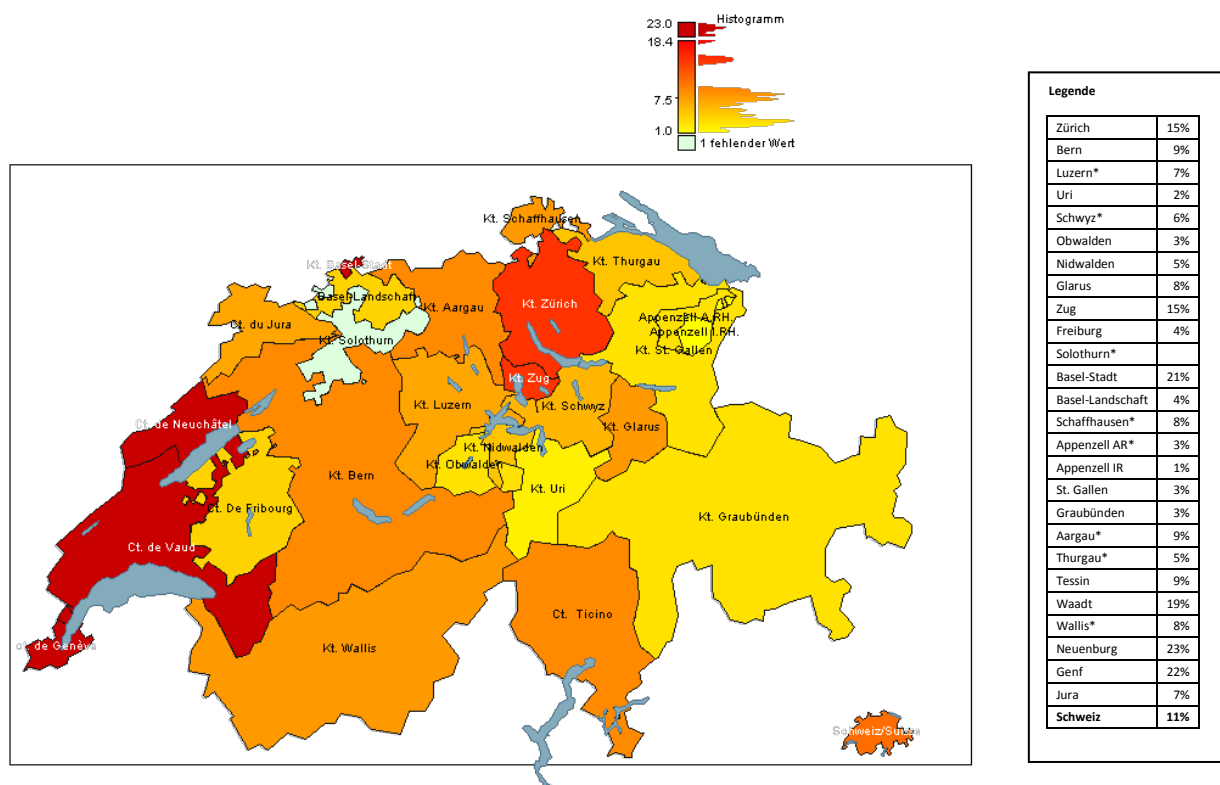 23.0 Histogramm
18.4
7.5
1.0
1 fehlender Wert
Kt. Schaffhausen
Kt. Basel-Stadt
Kt. Thurgau
Basel-Landschaft
Kt. Aargau
Kt. Zürich
Appenzell A.RH.
Ct. du Jura
Appenzell I.RH.
Kt. Solothurn
Kt. St. Gallen
Kt. Zug
Kt. Luzern
Kt. Schwyz
Ct. de Neuchâtel
Kt. Glarus
Kt. Nidwalden
Kt. Obwalden
Kt. Bern
Kt. Uri
Ct. De Fribourg
Kt. Graubünden
Ct. de Vaud
Ct. Ticino
ct. de Genève
Kt. Wallis
Schweiz/Suisse
Legende
Zürich 15%
Bern 9%
Luzern* 7%
Uri 2%
Schwyz* 6%
Obwalden 3%
Nidwalden 5%
Glarus 8%
Zug 15%
Freiburg 4%
Solothurn*
Basel-Stadt 21%
Basel-Landschaft 4%
Schaffhausen* 8%
Appenzell AR* 3%
Appenzell IR 1%
St. Gallen 3%
Graubünden 3%
Aargau* 9%
Thurgau* 5%
Tessin 9%
Waadt 19%
Wallis* 8%
Neuenburg 23%
Genf 22%
Jura 7%
Schweiz 11%